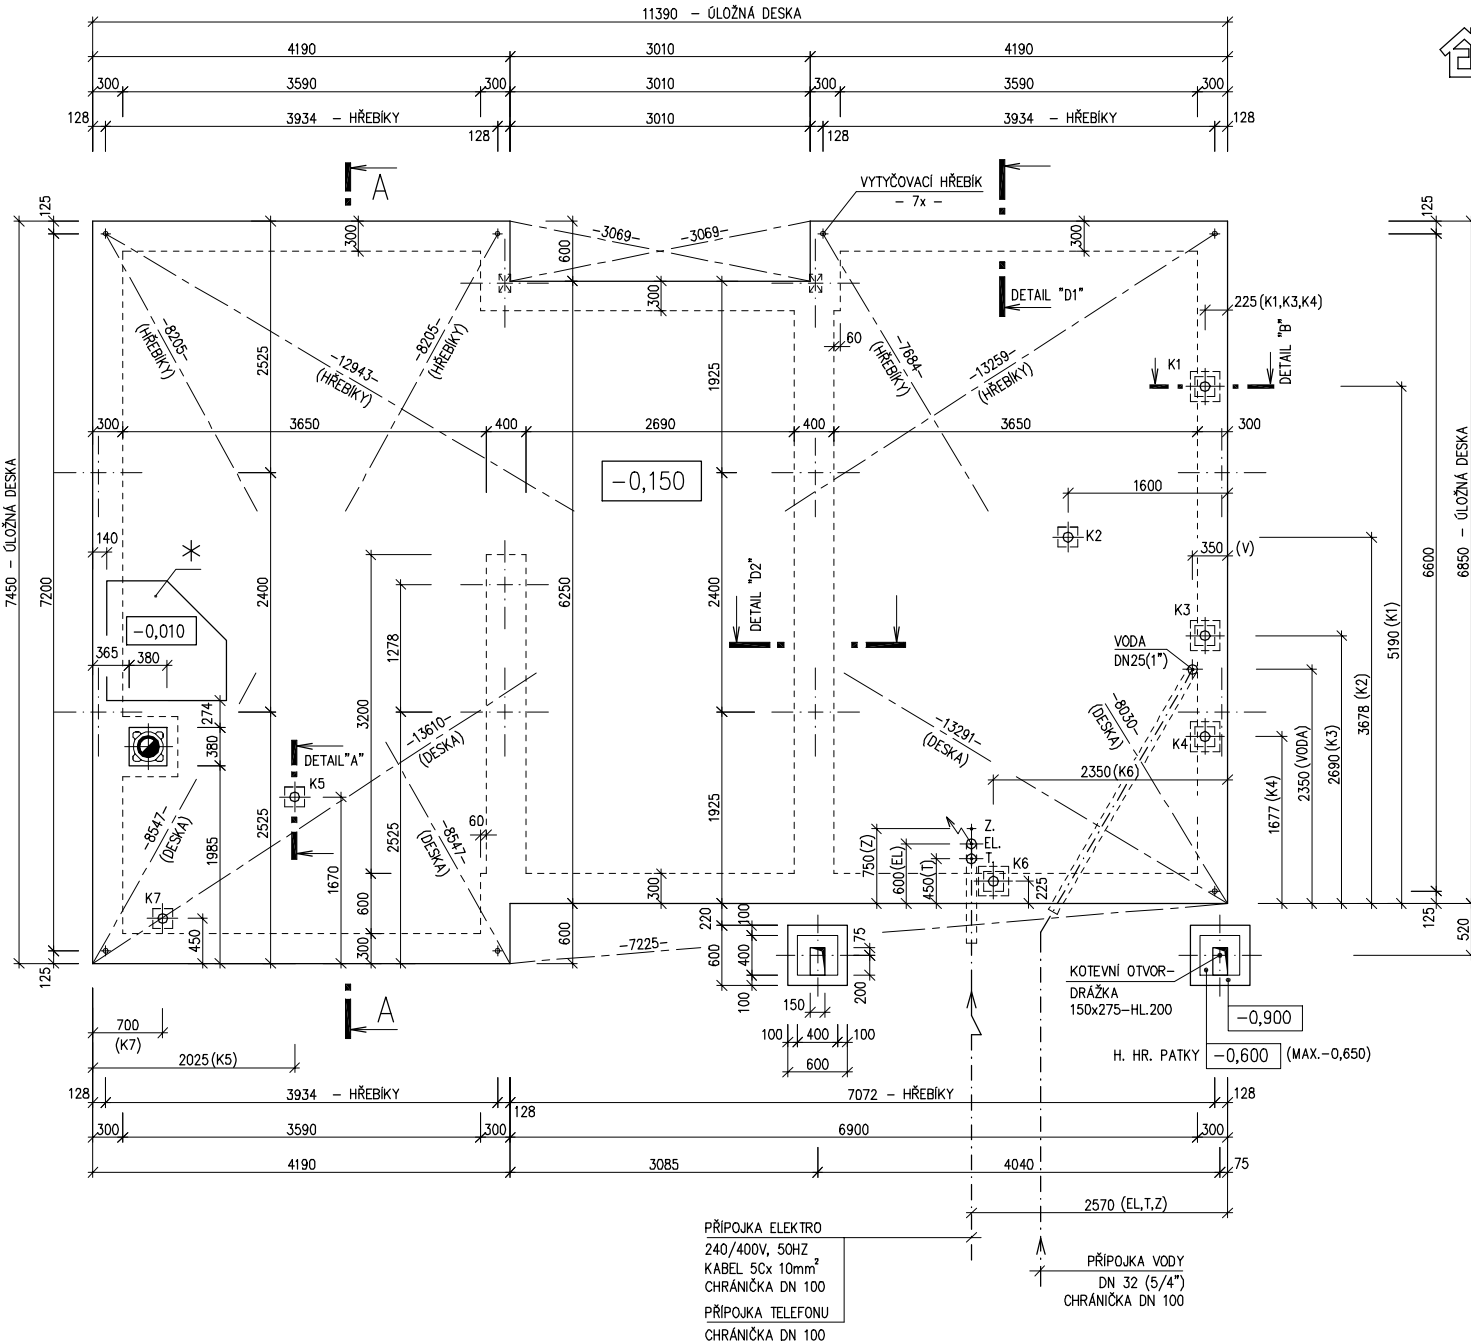 11390 - ÚLOŽNÁ DESKA
4190
3010
4190
300
3590
300
3010
300
3590
300
128
3934 - HŘEBÍKY
128
3010
128
3934 - HŘEBÍKY
128
A
VYTYČOVACÍ HŘEBÍK
- 7x -
125
300
600
-3069-
-3069-
300
125
300
DETAIL "D1"
225 (K1,K3,K4)
-8205-
(HŘEBÍKY)
-12943-
(HŘEBÍKY)
-8205-
(HŘEBÍKY)
2525
1925
60
-7684-
(HŘEBÍKY)
-13259-
(HŘEBÍKY)
K1
DETAIL "B"
300
3650
400
2690
400
3650
300
7450 - ÚLOŽNÁ DESKA
7200
-0,150
1600
6600
6850 - ÚLOŽNÁ DESKA
140
K2
350 (V)
2400
6250
2400
DETAIL "D2"
5190 (K1)
-0,010
365
380
1278
K3
VODA
DN25(1")
3678 (K2)
274
3200
-13610-
(DESKA)
-13291-
(DESKA)
-8030-
(DESKA)
K4
2690 (K3)
2350 (VODA)
380
DETAIL"A"
K5
2350 (K6)
1677 (K4)
-8547-
(DESKA)
1985
2525
2525
-8547-
(DESKA)
60
1925
750 (Z)
600 (EL)
450 (T)
Z.
EL.
T.
K6
225
1670
K7
450
600
300
600
300
220
100
-7225-
600
400
100
75
200
125
125
520
KOTEVNÍ OTVOR-
DRÁŽKA
150x275-HL.200
-0,900
A
700
(K7)
150
100
400
100
600
H. HR. PATKY
-0,600
(MAX.-0,650)
2025 (K5)
128
3934 - HŘEBÍKY
128
7072 - HŘEBÍKY
128
300
3590
300
6900
300
4190
3085
4040
75
2570 (EL,T,Z)
PŘÍPOJKA ELEKTRO
240/400V, 50HZ
KABEL 5Cx 10mm²
CHRÁNIČKA DN 100
PŘÍPOJKA TELEFONU
CHRÁNIČKA DN 100
PŘÍPOJKA VODY
DN 32 (5/4")
CHRÁNIČKA DN 100